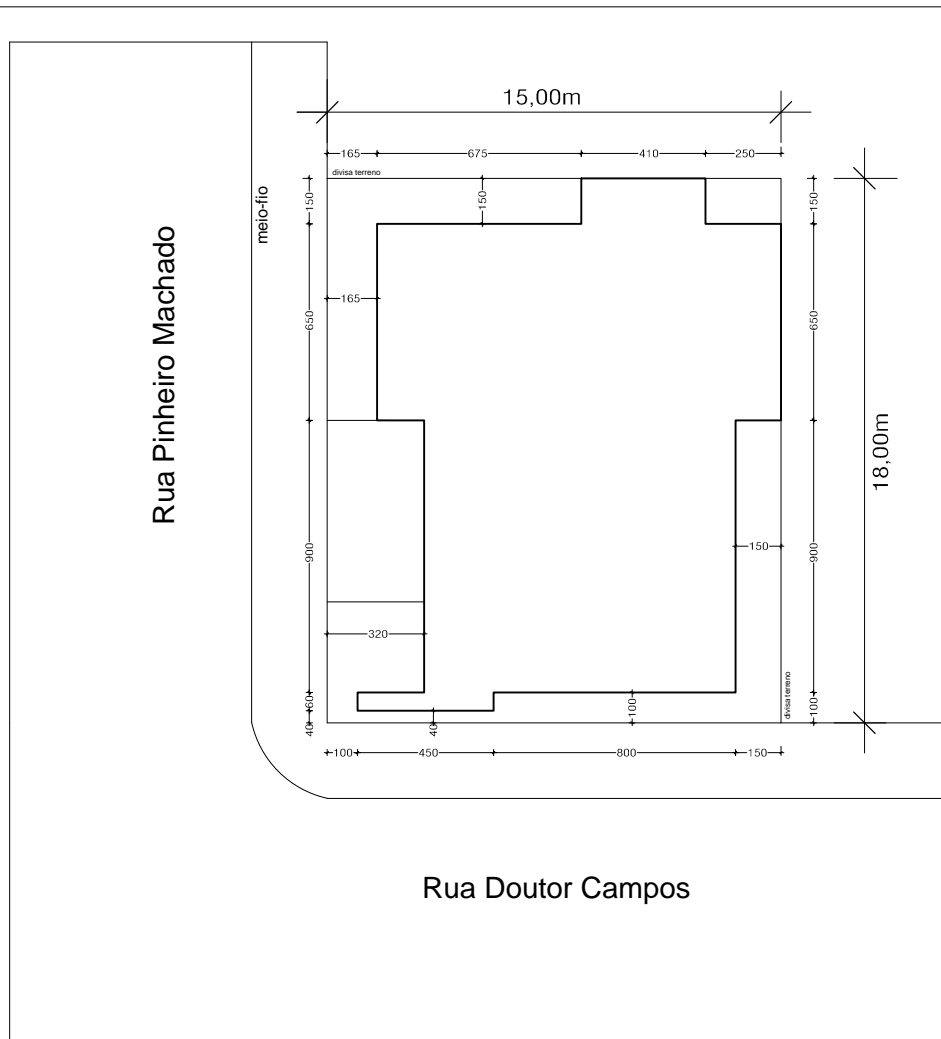 15,00m
165 675 410 250
divisa terreno
150
150
150
meio-fio
Rua Pinheiro Machado
165
650
650
18,00m
900
150
900
320
divisa terreno
60
100
100
40
40
100 450 800 150
Rua Doutor Campos